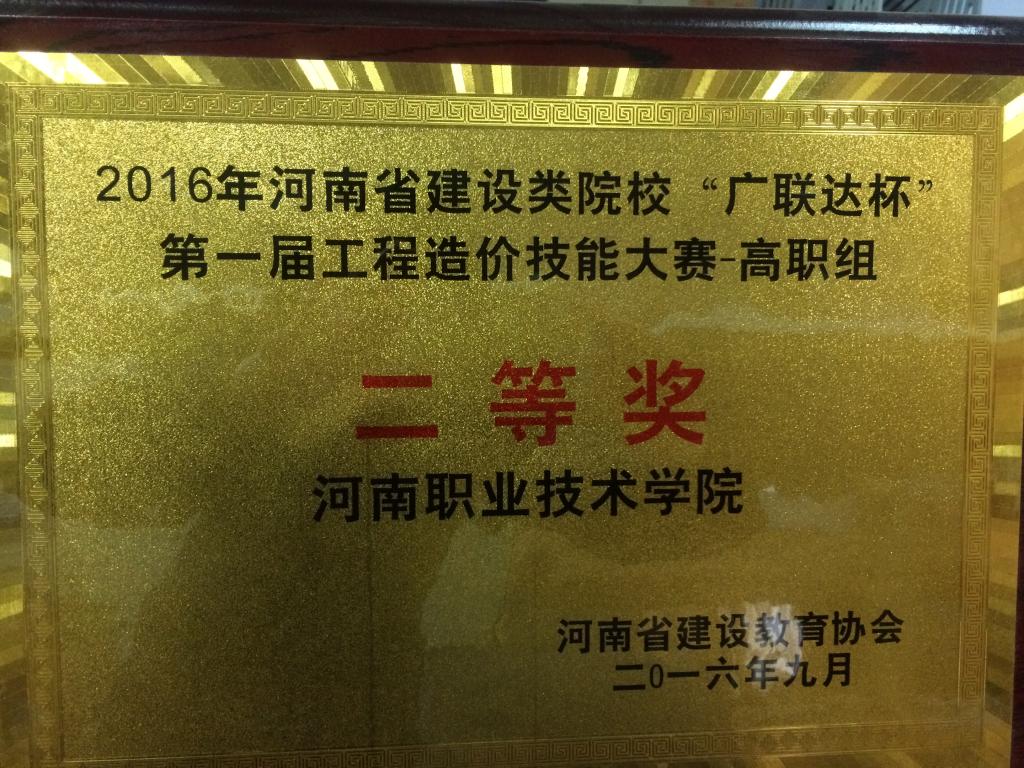 2016年河南省建设类院校“广联达杯”
第一届工程造价技能大赛-高职组
二等奖
河南职业技术学院
河南省建设教育协会
二0一六年九月